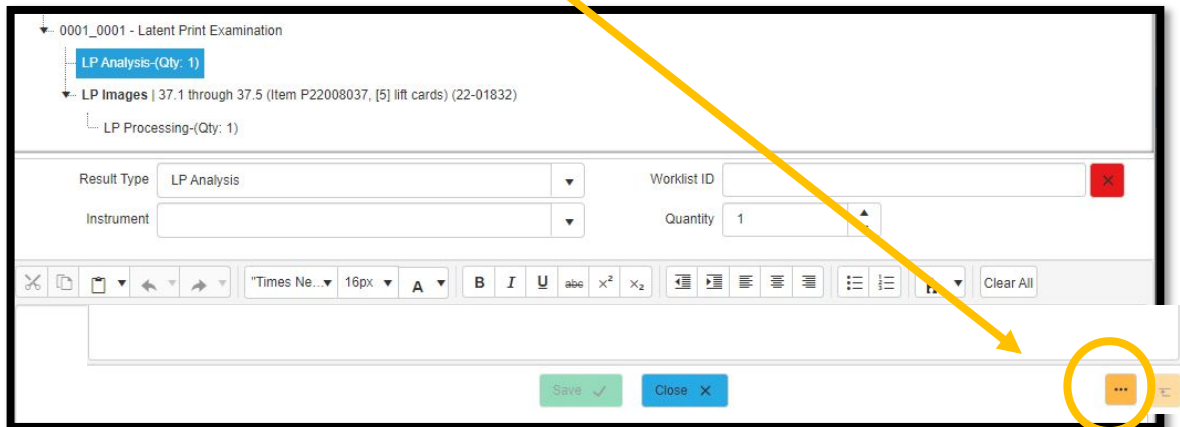 0001_0001 - Latent Print Examination
LP Analysis-(Qty: 1)
LP Images | 37.1 through 37.5 (Item P22008037, [5] lift cards) (22-01832)
LP Processing-(Qty: 1)
Result Type LP Analysis Worklist ID
Instrument Quantity 1
"Times Ne... 16px A B I U abc x² x₂ Clear All
Save Close